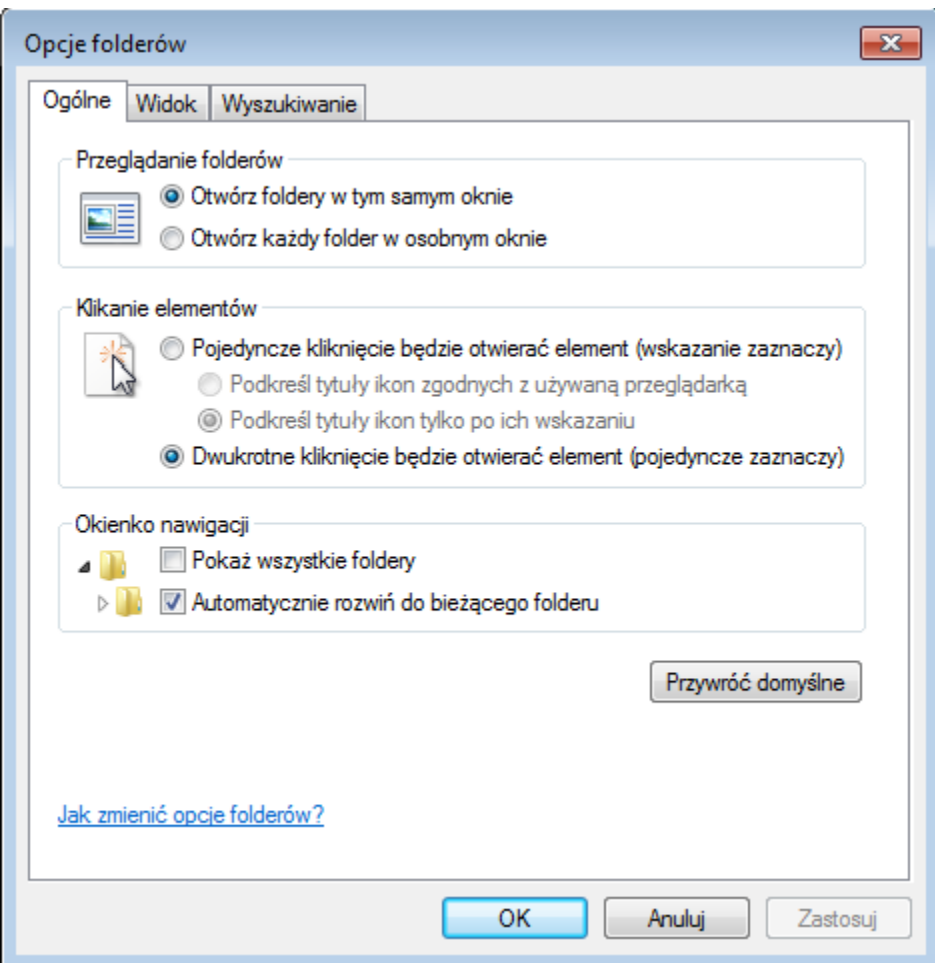 Opcje folderów
Ogólne Widok Wyszukiwanie
Przeglądanie folderów
Otwórz foldery w tym samym oknie
Otwórz każdy folder w osobnym oknie
Klikanie elementów
Pojedyncze kliknięcie będzie otwierać element (wskazanie zaznaczy)
Podkreśl tytuły ikon zgodnych z używaną przeglądarką
Podkreśl tytuły ikon tylko po ich wskazaniu
Dwukrotne kliknięcie będzie otwierać element (pojedyncze zaznaczy)
Okienko nawigacji
Pokaż wszystkie foldery
Automatycznie rozwiń do bieżącego folderu
Przywróć domyślne
Jak zmienić opcje folderów?
OK Anuluj Zastosuj